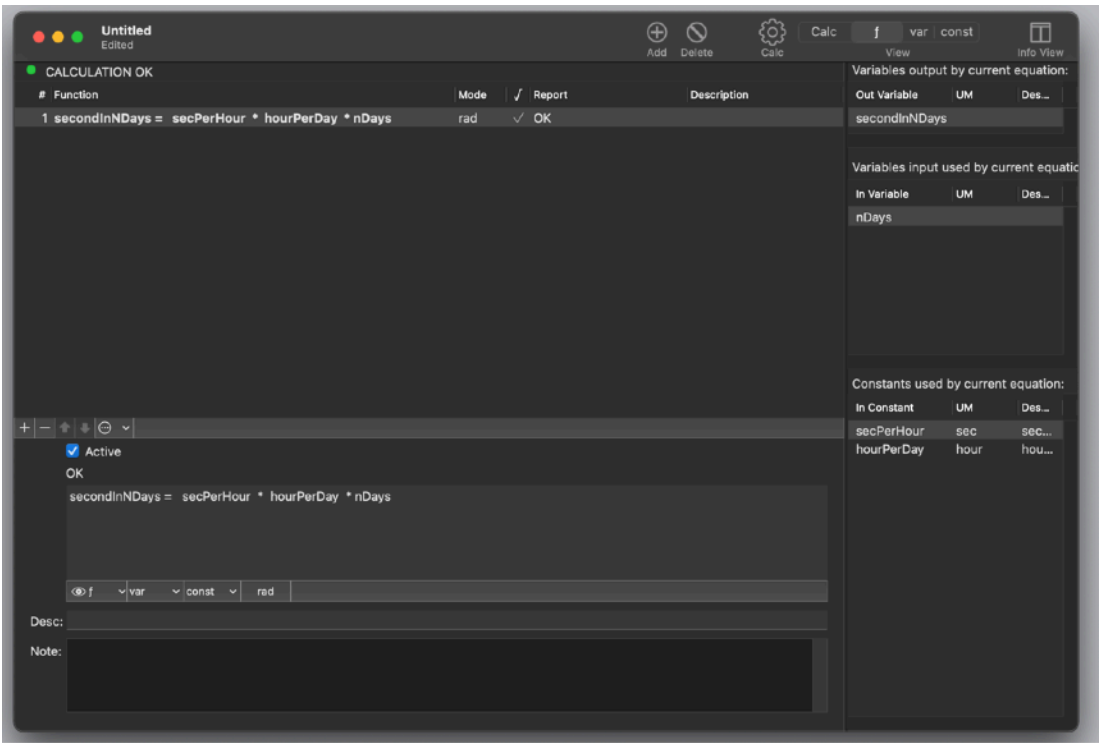 Untitled
Edited
Add Delete Calc Calc f var const View Info View
CALCULATION OK
# Function Mode √ Report Description
1 secondInNDays = secPerHour * hourPerDay * nDays rad ✓ OK
Variables output by current equation:
Out Variable UM Des...
secondInNDays
Variables input used by current equatic
In Variable UM Des...
nDays
Constants used by current equation:
In Constant UM Des...
secPerHour sec sec...
hourPerDay hour hou...
Active
OK
secondInNDays = secPerHour * hourPerDay * nDays
f var const rad
Desc:
Note: